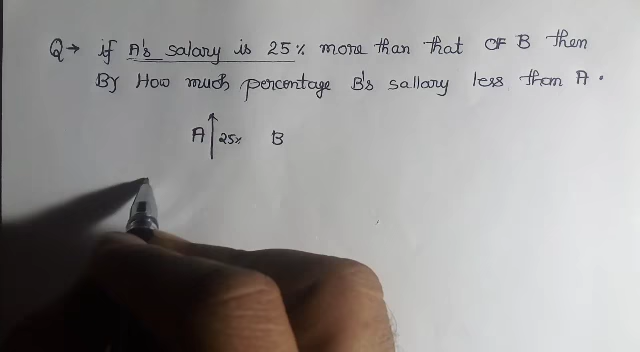 Q→ if A's salary is 25% more than that OF B then
By How much percentage B's sallary less than A.
A↑25% B